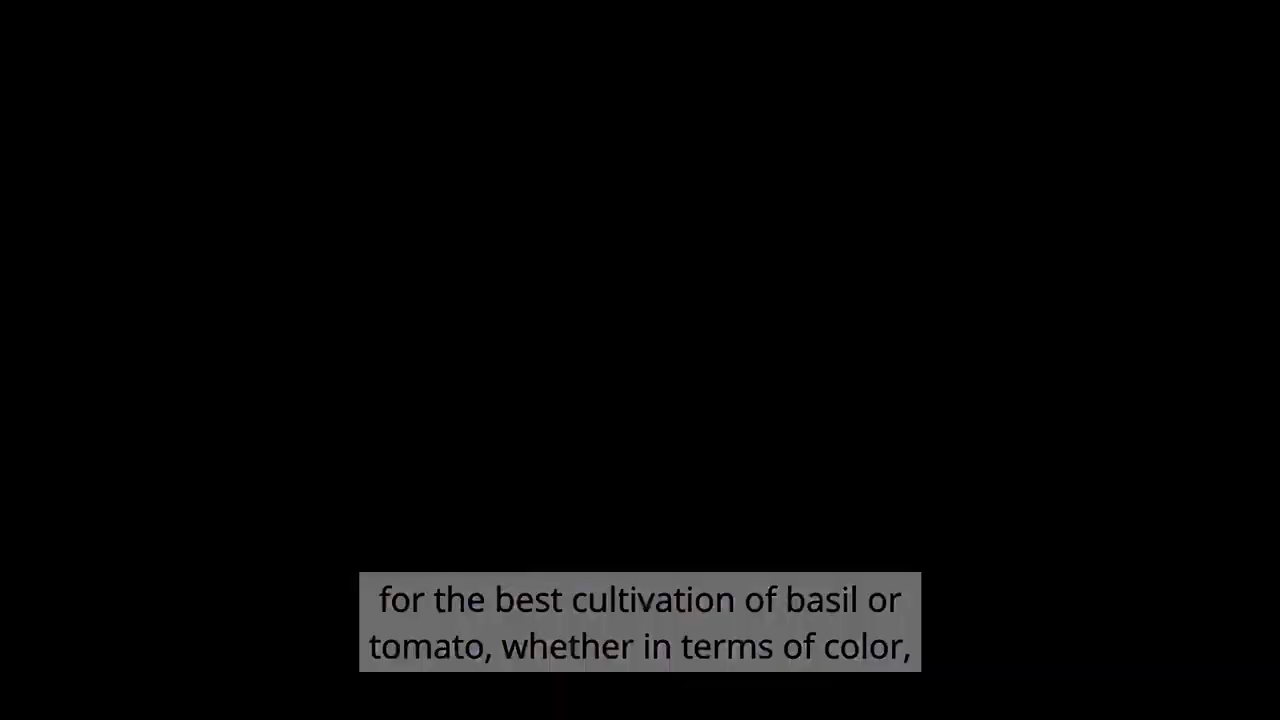 for the best cultivation of basil or
tomato, whether in terms of color,